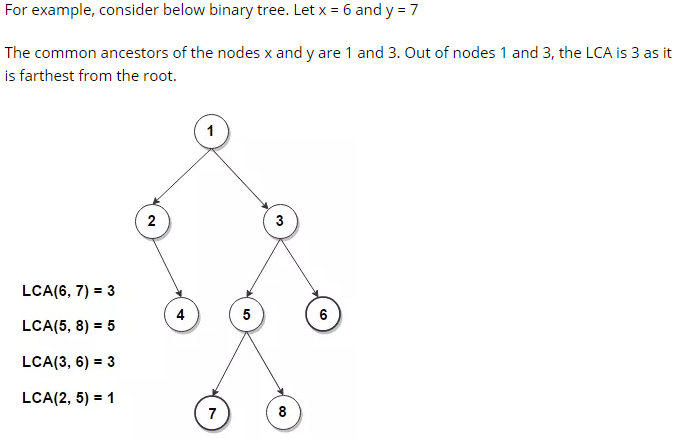 For example, consider below binary tree. Let x = 6 and y = 7
The common ancestors of the nodes x and y are 1 and 3. Out of nodes 1 and 3, the LCA is 3 as it
is farthest from the root.
1
2
3
LCA(6, 7) = 3
4
5
6
LCA(5, 8) = 5
LCA(3, 6) = 3
LCA(2, 5) = 1
7
8